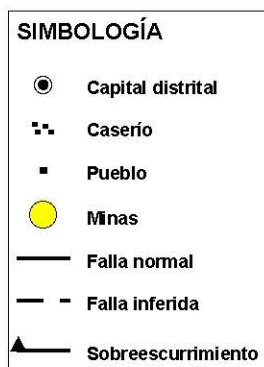 SIMBOLOGÍA
Capital distrital
Caserío
Pueblo
Minas
Falla normal
Falla inferida
Sobreescurrimiento